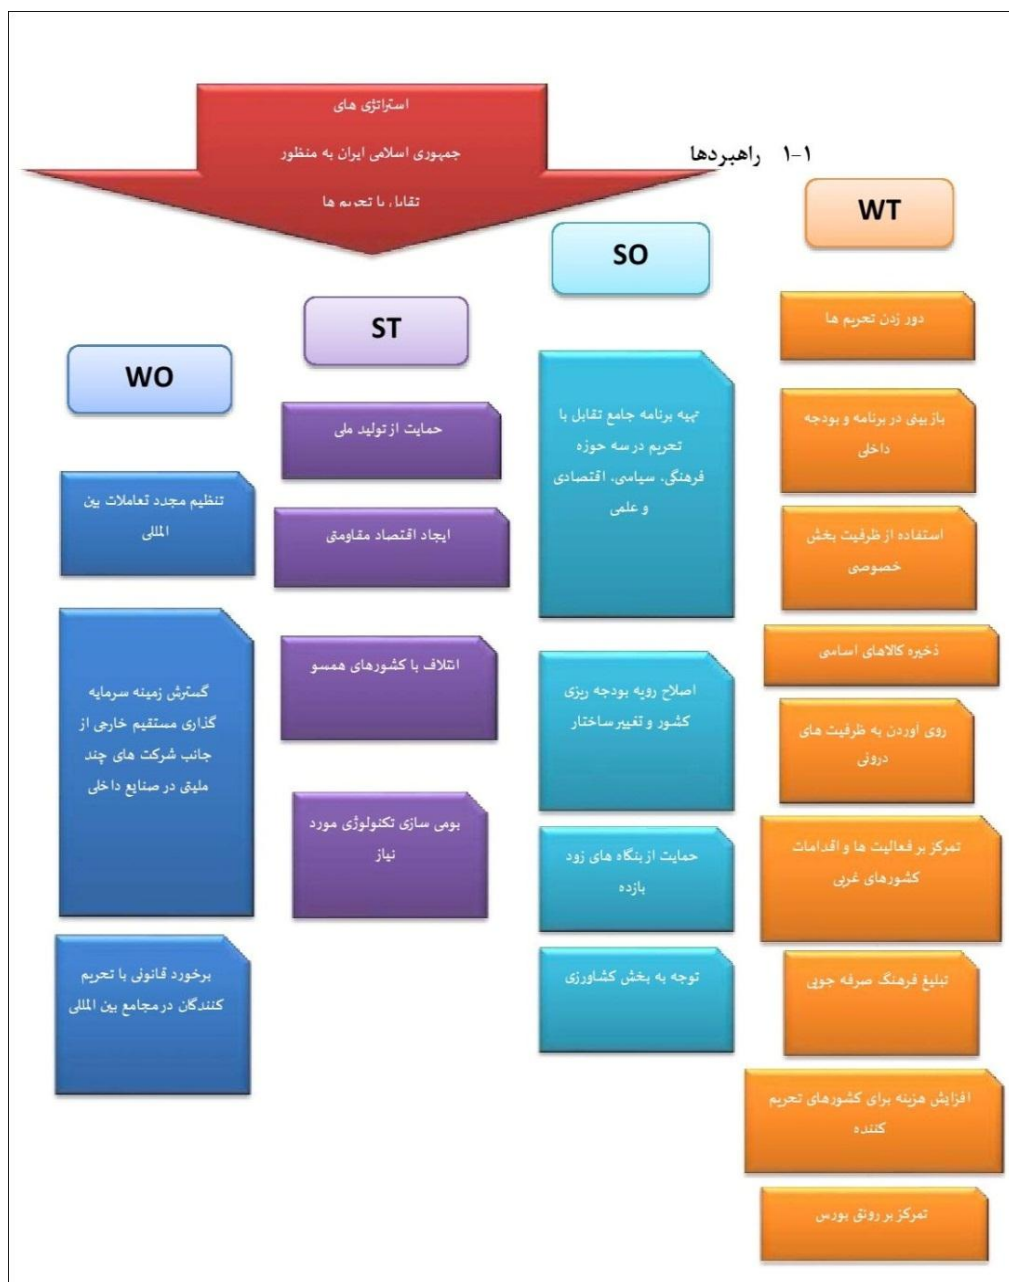 استراتژی های
جمهوری اسلامی ایران به منظور
تقابل با تحریم ها
۱-۱ راهبردها
WT
دور زدن تحریم ها
بازبینی در برنامه و بودجه
داخلی
استفاده از ظرفیت بخش
خصوصی
ذخیره کالاهای اساسی
روی آوردن به ظرفیت های
درونی
تمرکز بر فعالیت ها و اقدامات
کشورهای غربی
تبلیغ فرهنگ صرفه جویی
افزایش هزینه برای کشورهای تحریم
کننده
تمرکز بر رونق بورس
SO
تهیه برنامه جامع تقابل با
تحریم در سه حوزه
فرهنگی، سیاسی، اقتصادی
و علمی
اصلاح رویه بودجه ریزی
کشور و تغییر ساختار
حمایت از بنگاه های زود
بازده
توجه به بخش کشاورزی
ST
حمایت از تولید ملی
ایجاد اقتصاد مقاومتی
ائتلاف با کشورهای همسو
بومی سازی تکنولوژی مورد
نیاز
WO
تنظیم مجدد تعاملات بین
المللی
گسترش زمینه سرمایه
گذاری مستقیم خارجی از
جانب شرکت های چند
ملیتی در صنایع داخلی
برخورد قانونی با تحریم
کنندگان در مجامع بین المللی